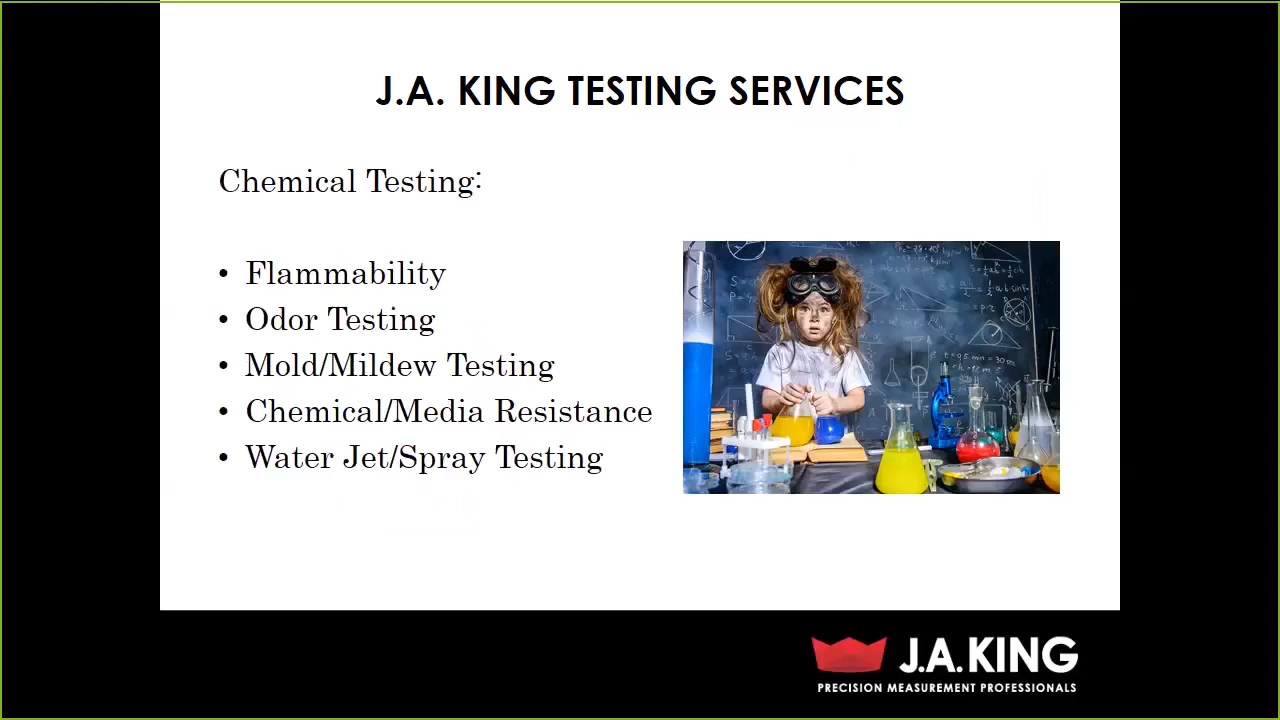 J.A. KING TESTING SERVICES
Chemical Testing:
• Flammability
• Odor Testing
• Mold/Mildew Testing
• Chemical/Media Resistance
• Water Jet/Spray Testing
J.A. KING
PRECISION MEASUREMENT PROFESSIONALS